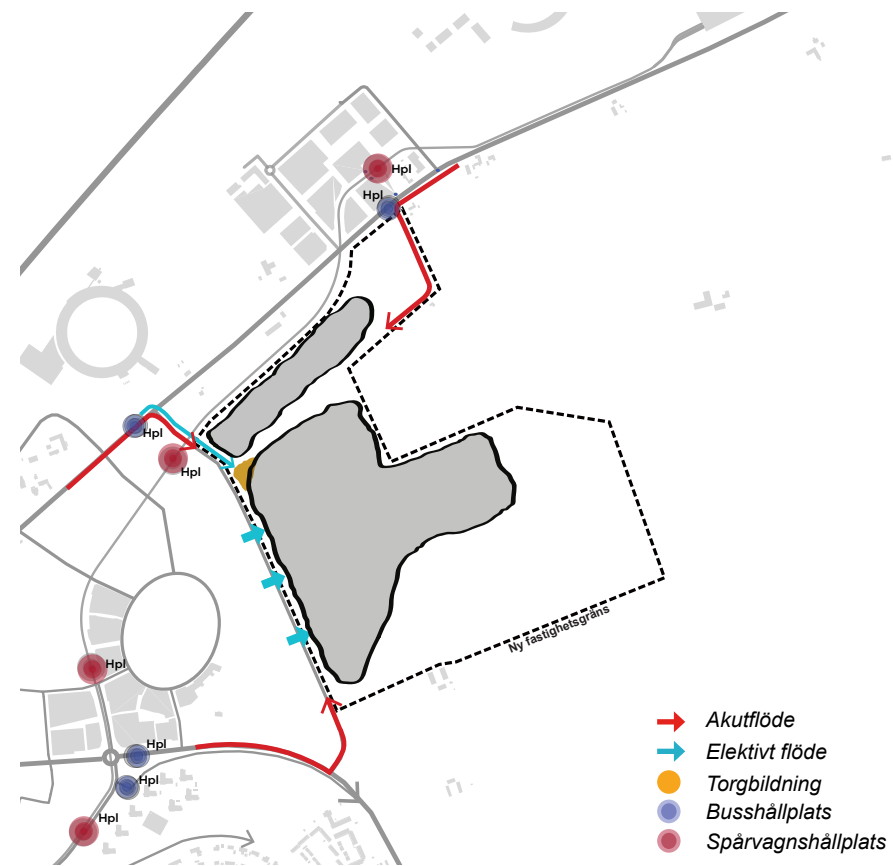 Hpl
Hpl
Hpl
Hpl
Ny fastighetsgräns
Hpl
Hpl
Hpl
Hpl
Akutflöde
Elektivt flöde
Torgbildning
Busshållplats
Spårvagnshållplats